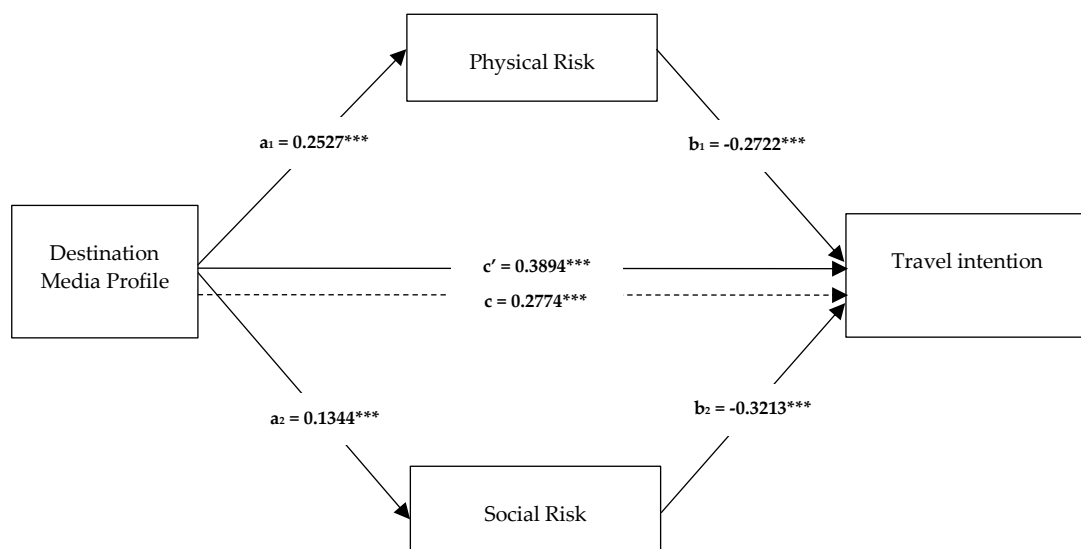 Physical Risk
a₁ = 0.2527***
b₁ = -0.2722***
Destination
Media Profile
c’ = 0.3894***
c = 0.2774***
Travel intention
a₂ = 0.1344***
b₂ = -0.3213***
Social Risk